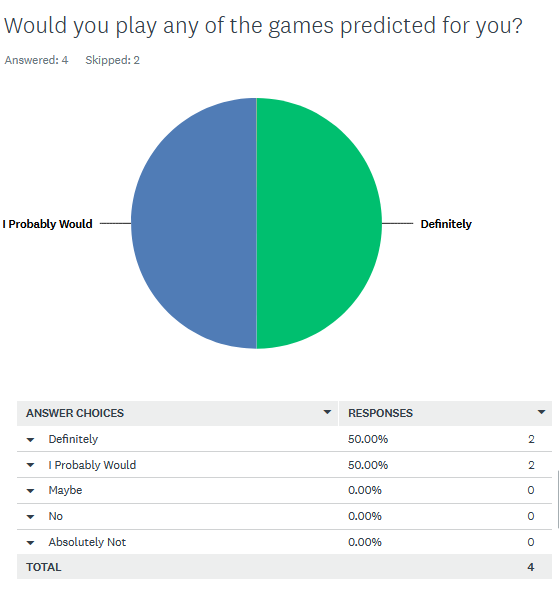 Would you play any of the games predicted for you?
Answered: 4 Skipped: 2
I Probably Would Definitely
ANSWER CHOICES RESPONSES
Definitely 50.00% 2
I Probably Would 50.00% 2
Maybe 0.00% 0
No 0.00% 0
Absolutely Not 0.00% 0
TOTAL 4